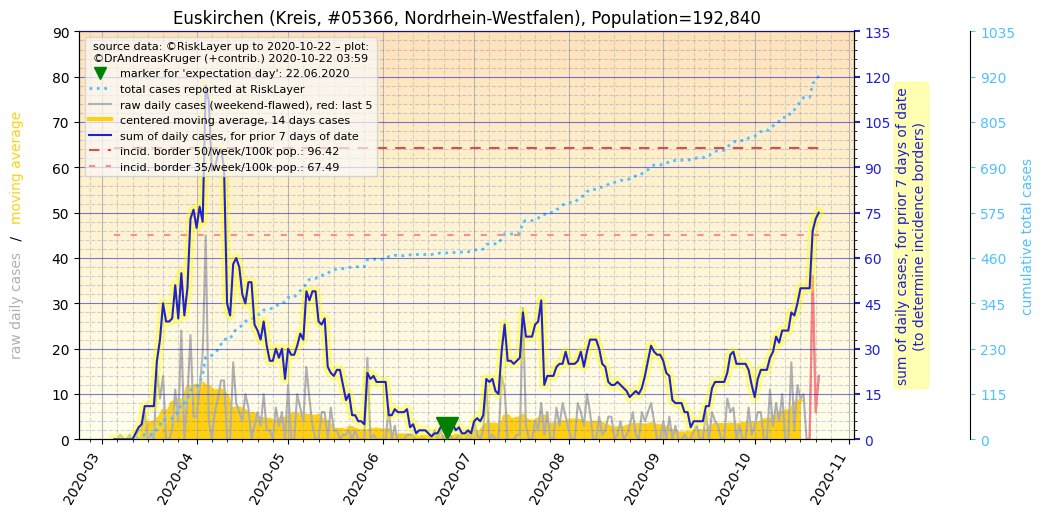 Euskirchen (Kreis, #05366, Nordrhein-Westfalen), Population=192,840
source data: ©RiskLayer up to 2020-10-22 – plot:
©DrAndreasKruger (+contrib.) 2020-10-22 03:59
marker for 'expectation day': 22.06.2020
total cases reported at RiskLayer
raw daily cases (weekend-flawed), red: last 5
centered moving average, 14 days cases
sum of daily cases, for prior 7 days of date
incid. border 50/week/100k pop.: 96.42
incid. border 35/week/100k pop.: 67.49
raw daily cases / moving average
90
80
70
60
50
40
30
20
10
0
135
120
105
90
75
60
45
30
15
0
sum of daily cases, for prior 7 days of date
(to determine incidence borders)
1035
920
805
690
575
460
345
230
115
0
cumulative total cases
2020-03
2020-04
2020-05
2020-06
2020-07
2020-08
2020-09
2020-10
2020-11